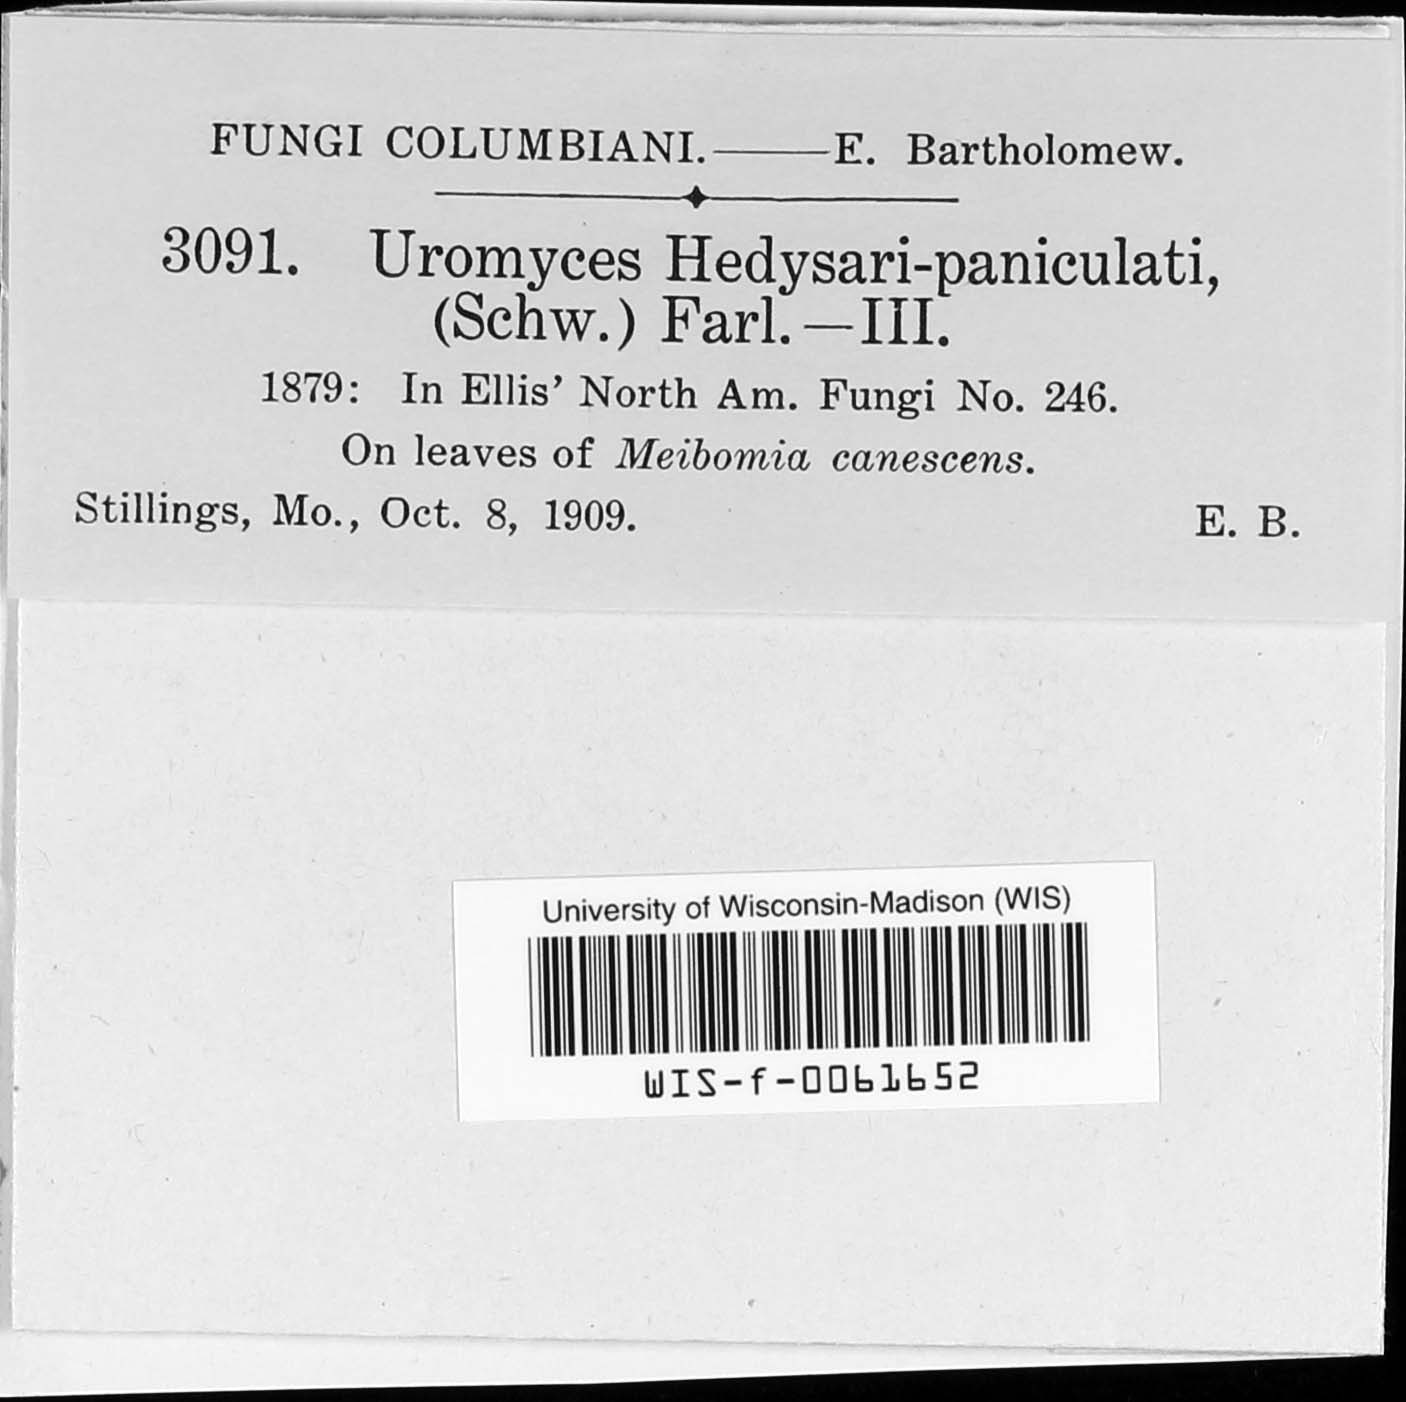 FUNGI COLUMBIANI.——E. Bartholomew.
3091. Uromyces Hedysari-paniculati,
(Schw.) Farl.—III.
1879: In Ellis' North Am. Fungi No. 246.
On leaves of Meibomia canescens.
Stillings, Mo., Oct. 8, 1909. E. B.
University of Wisconsin-Madison (WIS)
WIS-f-0061652